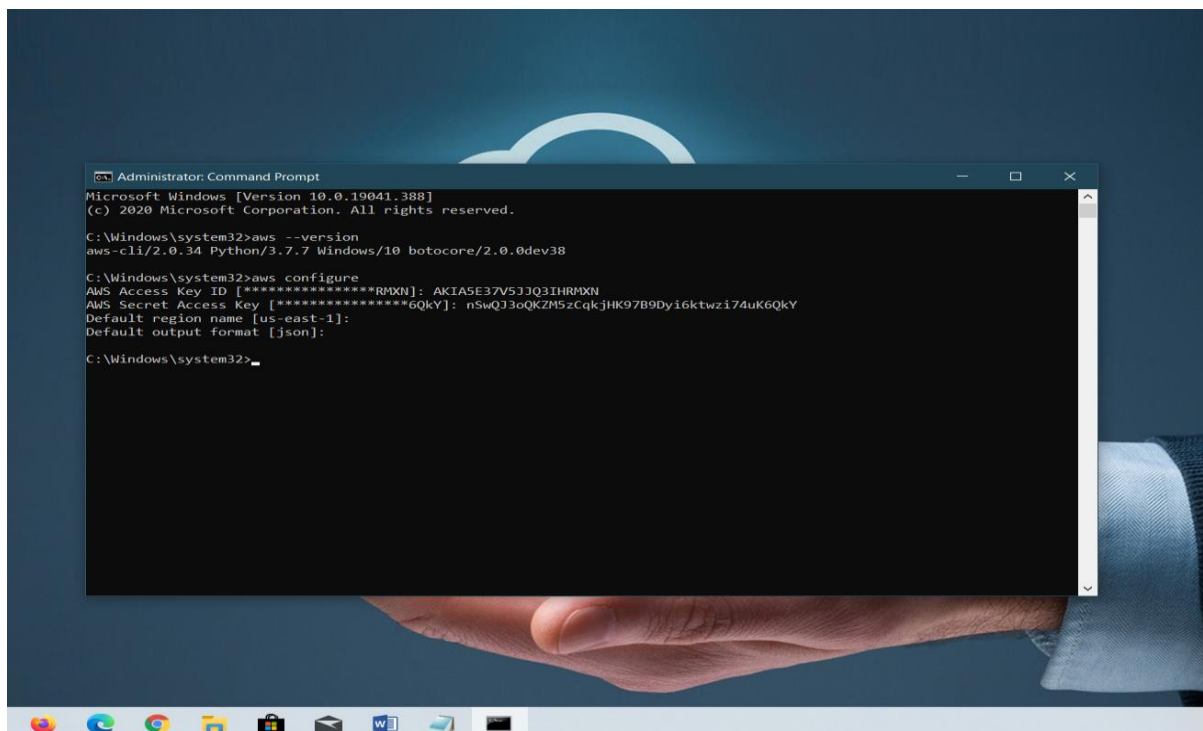 Administrator: Command Prompt
Microsoft Windows [Version 10.0.19041.388]
(c) 2020 Microsoft Corporation. All rights reserved.
C:\Windows\system32>aws --version
aws-cli/2.0.34 Python/3.7.7 Windows/10 botocore/2.0.0dev38
C:\Windows\system32>aws configure
AWS Access Key ID [****************RMXN]: AKIA5E37V5JJQ3IHRMXN
AWS Secret Access Key [****************6QkY]: 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
Default region name [us-east-1]:
Default output format [json]:
C:\Windows\system32>